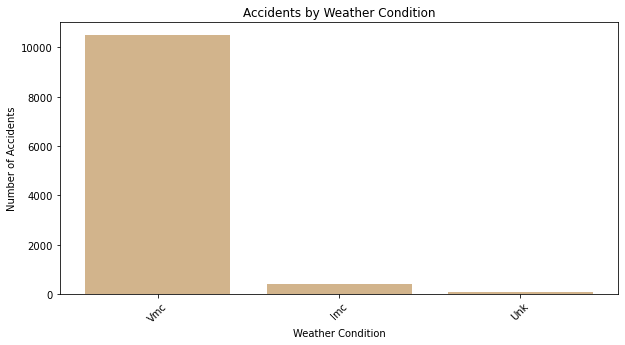 Accidents by Weather Condition
Number of Accidents
10000
8000
6000
4000
2000
0
Vmc
Imc
Unk
Weather Condition